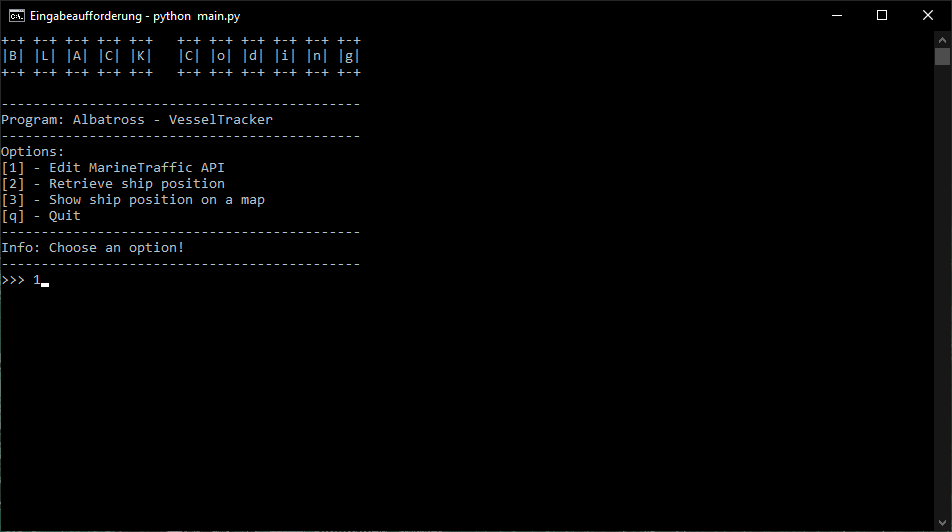 Eingabeaufforderung - python  main.py
+-+ +-+ +-+ +-+ +-+   +-+ +-+ +-+ +-+ +-+ +-+
|B| |L| |A| |C| |K|   |C| |o| |d| |i| |n| |g|
+-+ +-+ +-+ +-+ +-+   +-+ +-+ +-+ +-+ +-+ +-+
---------------------------------------------
Program: Albatross - VesselTracker
---------------------------------------------
Options:
[1] - Edit MarineTraffic API
[2] - Retrieve ship position
[3] - Show ship position on a map
[q] - Quit
---------------------------------------------
Info: Choose an option!
---------------------------------------------
>>> 1